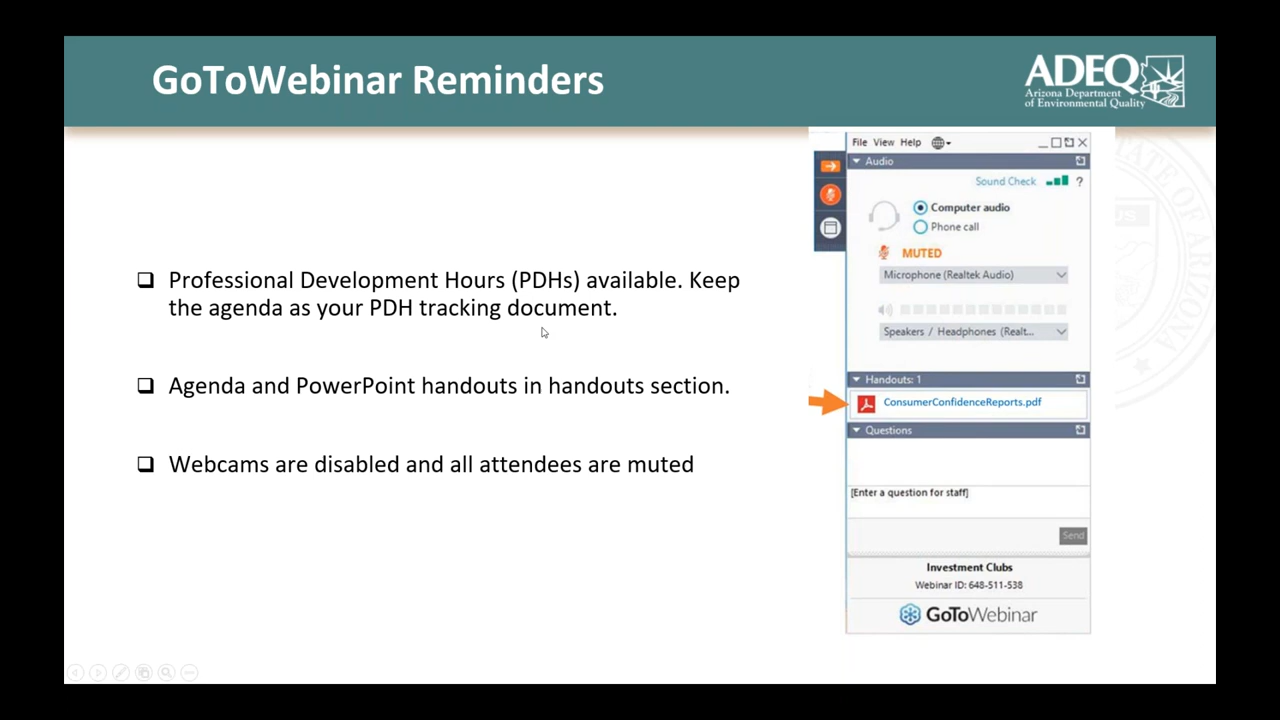 GoToWebinar Reminders
ADEQ
Arizona Department
of Environmental Quality
Professional Development Hours (PDHs) available. Keep
the agenda as your PDH tracking document.
Agenda and PowerPoint handouts in handouts section.
Webcams are disabled and all attendees are muted
File View Help
Audio
Sound Check ?
Computer audio
Phone call
MUTED
Microphone (Realtek Audio)
Speakers / Headphones (Realt...
Handouts: 1
ConsumerConfidenceReports.pdf
Questions
[Enter a question for staff]
Send
Investment Clubs
Webinar ID: 648-511-538
GoToWebinar